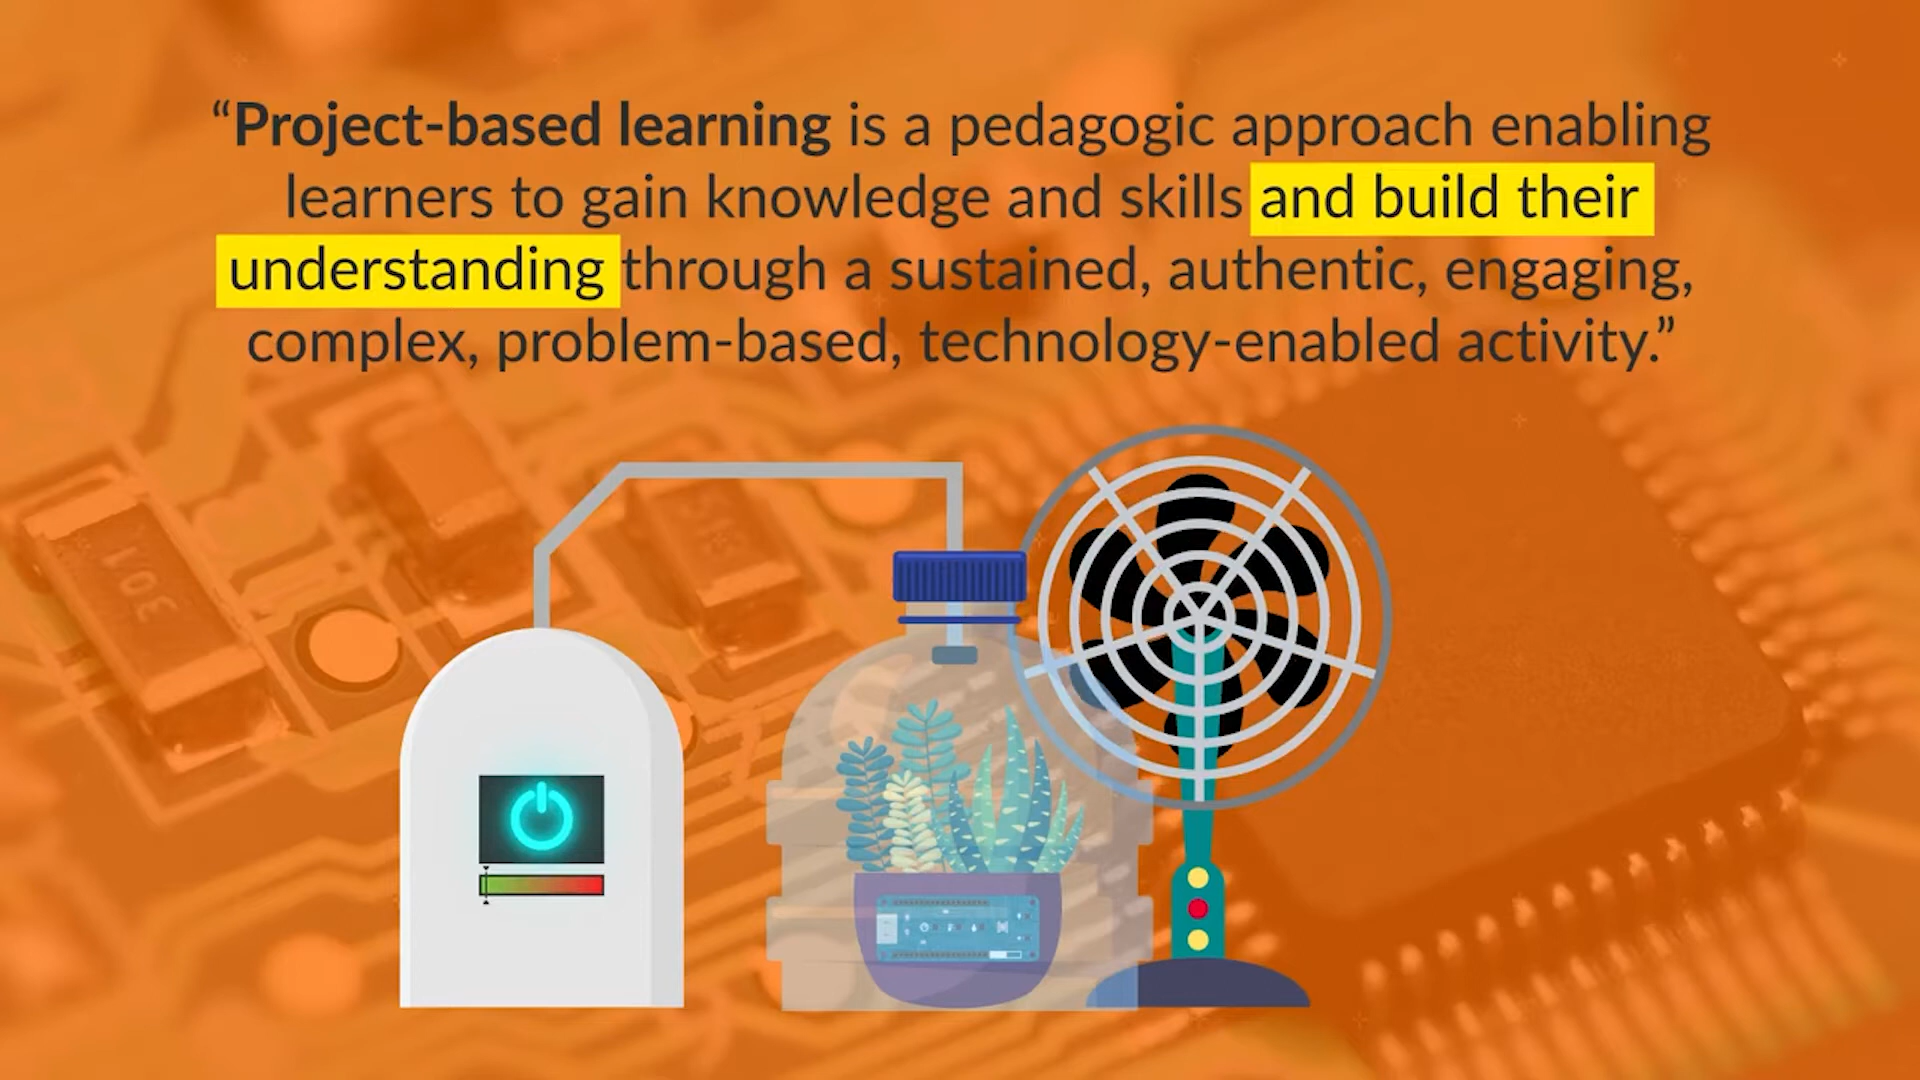 “Project-based learning is a pedagogic approach enabling
learners to gain knowledge and skills and build their
understanding through a sustained, authentic, engaging,
complex, problem-based, technology-enabled activity.”